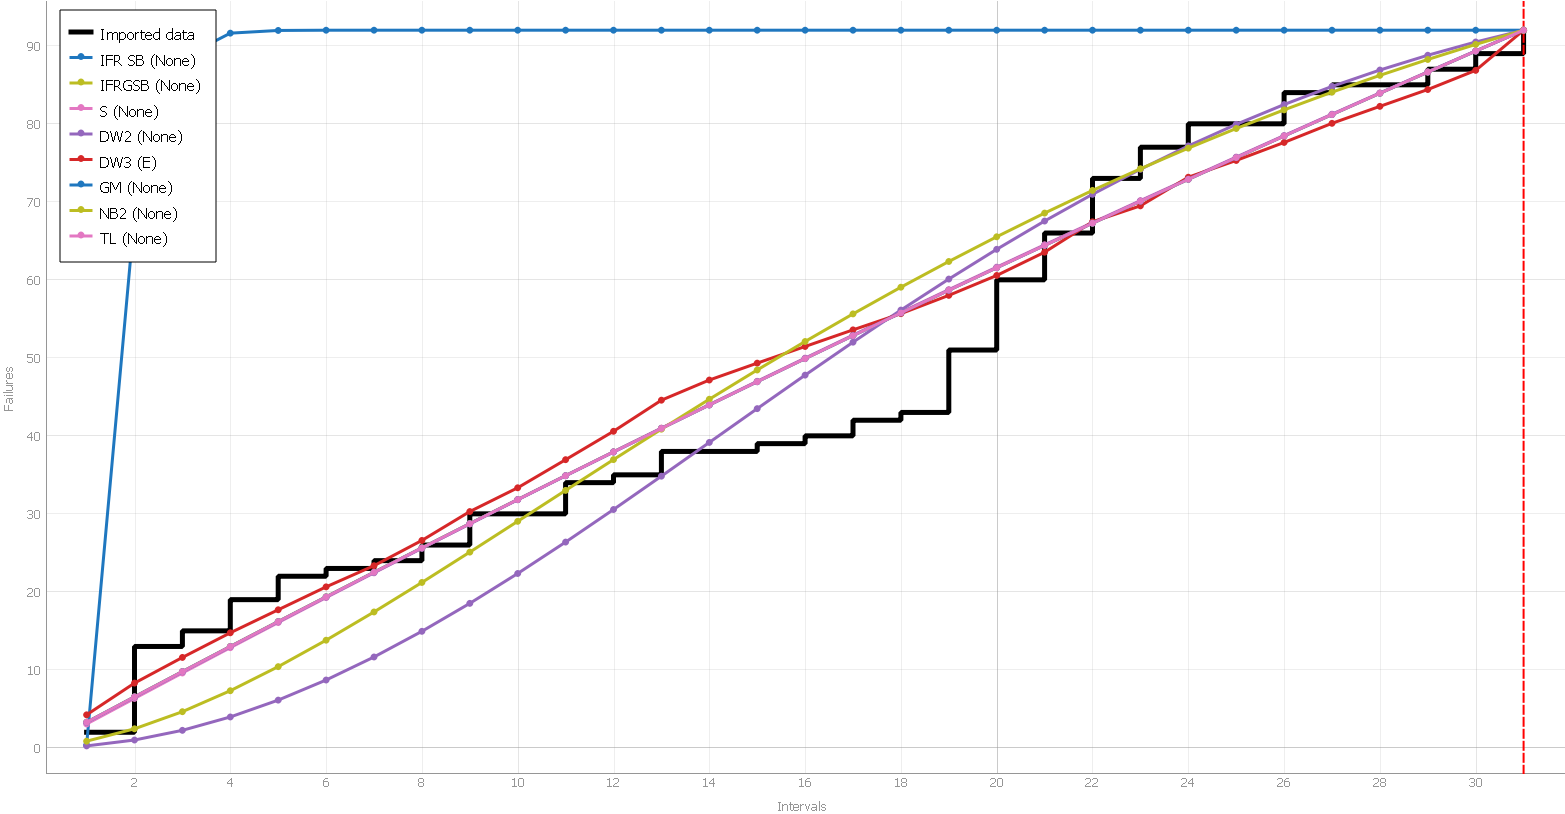 Imported data
IFR SB (None)
IFRGSB (None)
S (None)
DW2 (None)
DW3 (E)
GM (None)
NB2 (None)
TL (None)
90
80
70
60
50
40
30
20
10
0
Failures
2 4 6 8 10 12 14 16 18 20 22 24 26 28 30
Intervals